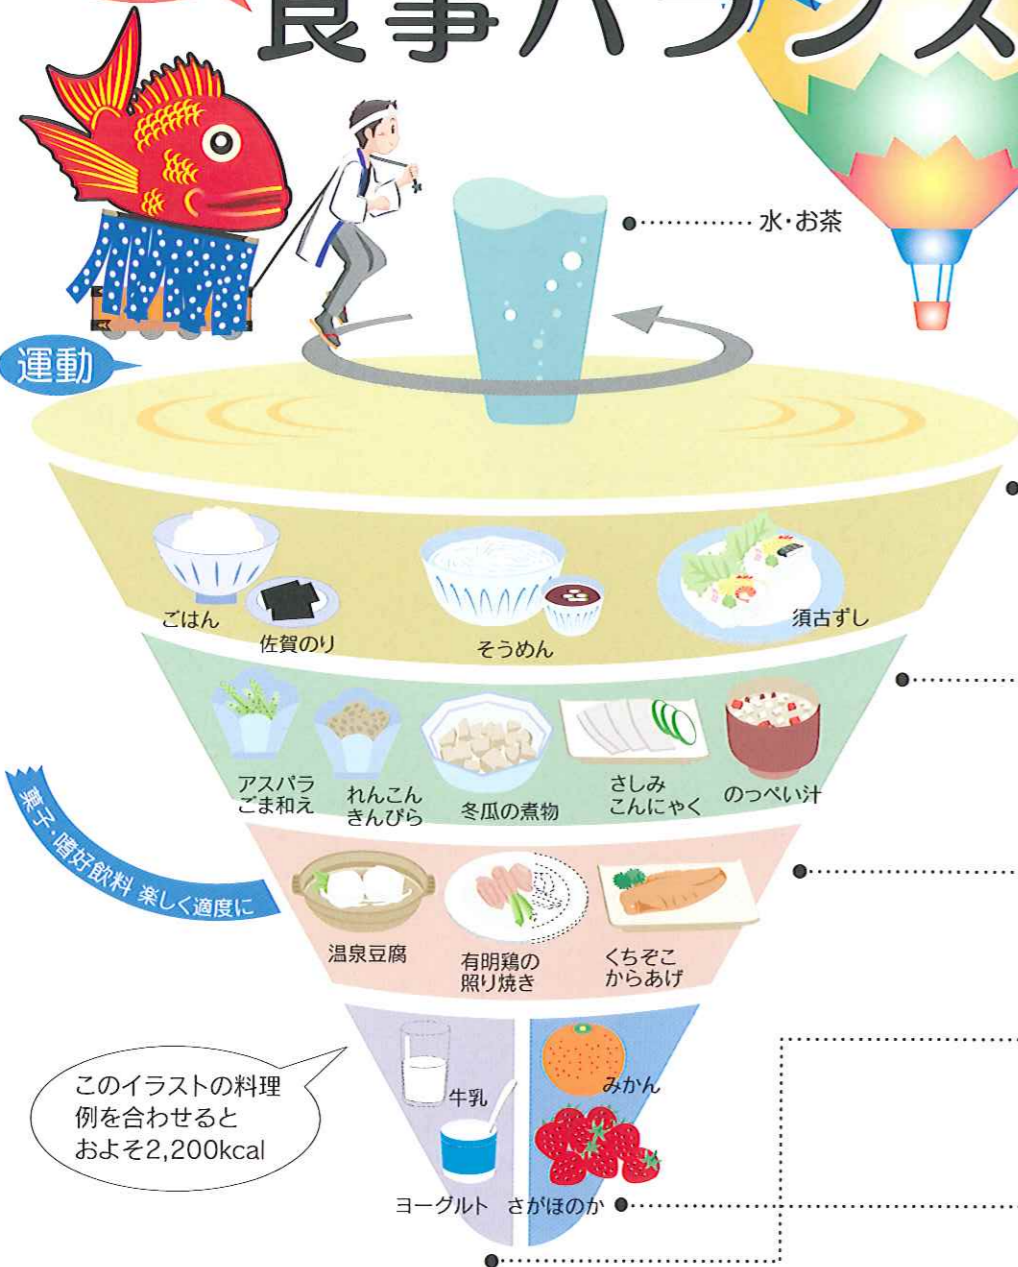 食事バランス
水・お茶
運動
ごはん
佐賀のり
そうめん
須古ずし
アスパラ
ごま和え
れんこん
きんぴら
冬瓜の煮物
さしみ
こんにゃく
のっぺい汁
菓子・嗜好飲料 楽しく適度に
温泉豆腐
有明鶏の
照り焼き
くちぞこ
からあげ
このイラストの料理
例を合わせると
およそ2,200kcal
牛乳
みかん
ヨーグルト
さがほのか